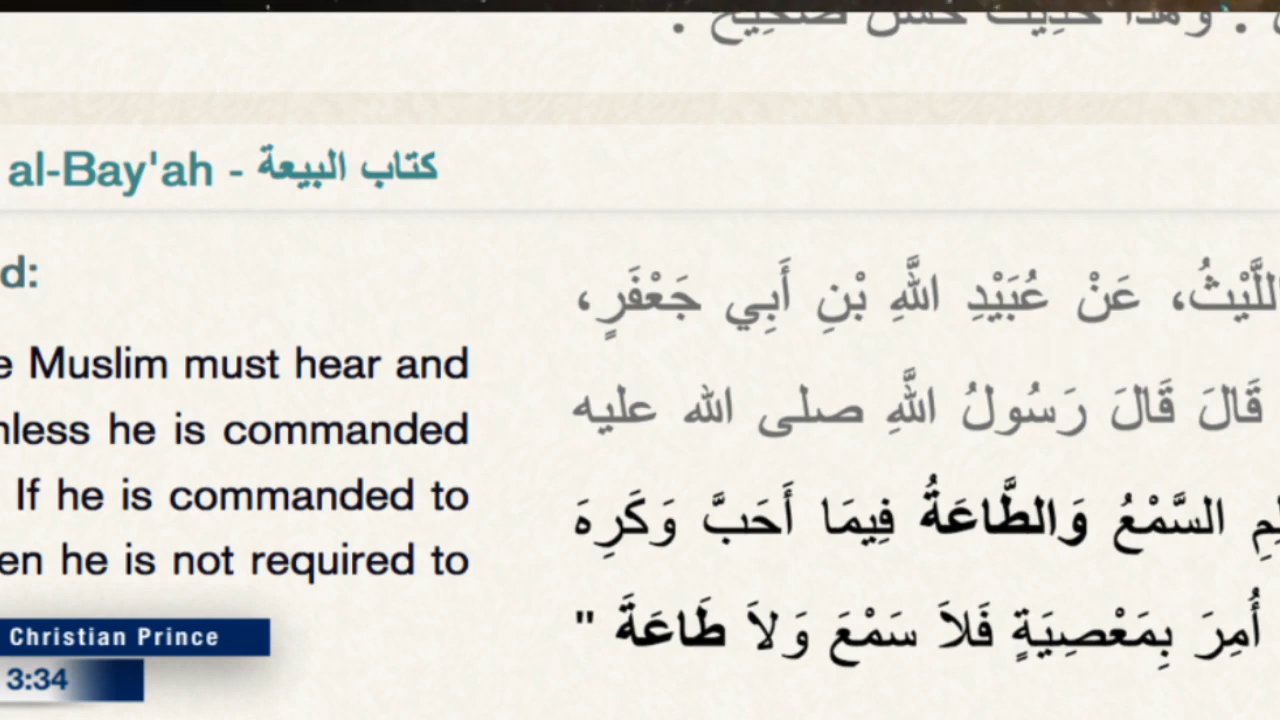 . وَهَذَا حَدِيثٌ حَسَنٌ صَحِيحٌ .
al-Bay'ah - كتاب البيعة
d:
e Muslim must hear and
nless he is commanded
If he is commanded to
en he is not required to
اللَّيْثُ، عَنْ عُبَيْدِ اللَّهِ بْنِ أَبِي جَعْفَرٍ،
قَالَ قَالَ رَسُولُ اللَّهِ صلى الله عليه
السَّمْعُ وَالطَّاعَةُ فِيمَا أَحَبَّ وَكَرِهَ
أُمِرَ بِمَعْصِيَةٍ فَلاَ سَمْعَ وَلاَ طَاعَةَ "
Christian Prince
3:34